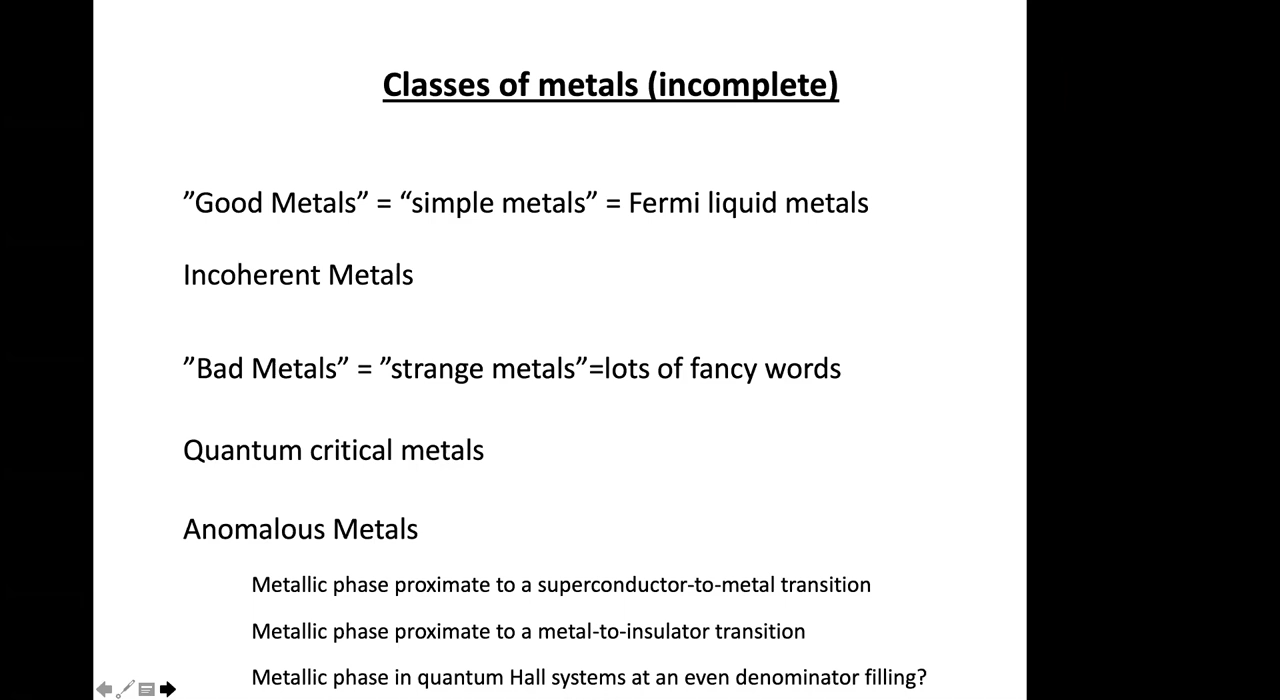 Classes of metals (incomplete)
”Good Metals” = “simple metals” = Fermi liquid metals
Incoherent Metals
”Bad Metals” = ”strange metals”=lots of fancy words
Quantum critical metals
Anomalous Metals
Metallic phase proximate to a superconductor-to-metal transition
Metallic phase proximate to a metal-to-insulator transition
Metallic phase in quantum Hall systems at an even denominator filling?